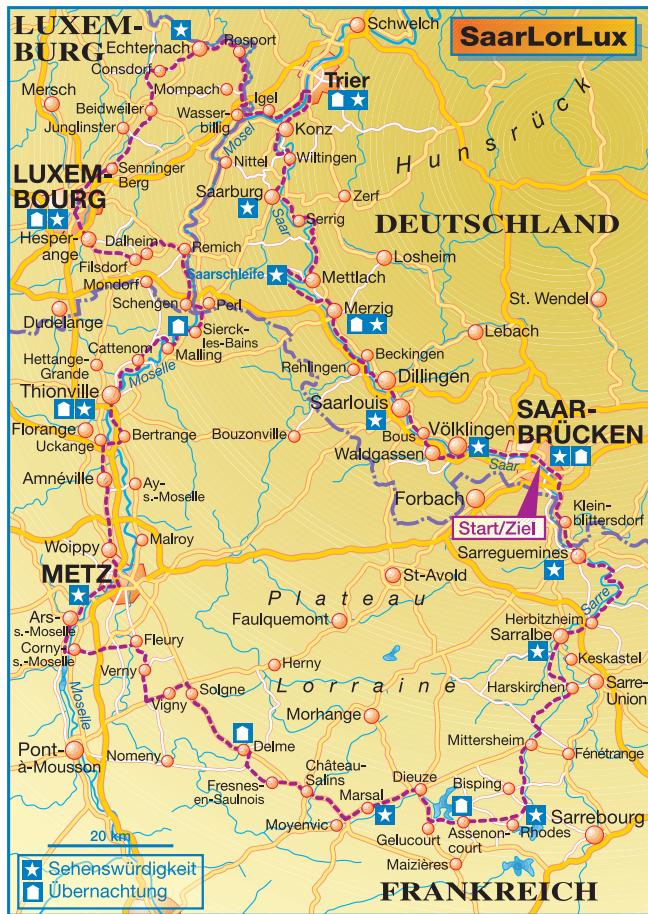 LUXEM-
BURG
SaarLorLux
Schwelch
Echternach
Rosport
Consdorf
Trier
Mersch
Mompach
Igel
Beidweiler
Wasser-
billig
Mosel
Konz
Junglinster
Hunsrück
Nittel
Wiltingen
Senninger
Berg
LUXEM-
BOURG
Saarburg
Zerf
Saar
Serrig
DEUTSCHLAND
Hesper-
ange
Dalheim
Remich
Losheim
Filsdorf
Saarschleife
Mettlach
Mondorf
Schengen
Perl
Merzig
St. Wendel
Dudelange
Sierck-
les-Bains
Lebach
Cattenom
Malling
Beckingen
Hettange-
Grande
Moselle
Rehlingen
Dillingen
Thionville
Saarlouis
SAAR-
BRÜCKEN
Florange
Uckange
Bertrange
Bouzonville
Bous
Völklingen
Waldgassen
Saar
Amnéville
Ay-
s.-Moselle
Forbach
Klein-
blittersdorf
Start/Ziel
Woippy
Malroy
Sarreguemines
METZ
St-Avold
Plateau
Sarre
Ars-
s.-Moselle
Faulquemont
Herbitzheim
Corny-
s.-Moselle
Fleury
Sarralbe
Verny
Herny
Keskastel
Lorraine
Harskirchen
Sarre-
Union
Vigny
Solgne
Moselle
Morhange
Pont-
à-Mousson
Nomeny
Delme
Mittersheim
Fénétrange
Château-
Salins
Fresnes-
en-Saulnois
Dieuze
Bisping
Marsal
Moyenvic
Gelucourt
Assenon-
court
Rhodes
Sarrebourg
20 km
Maizières
Sehenswürdigkeit
Übernachtung
FRANKREICH